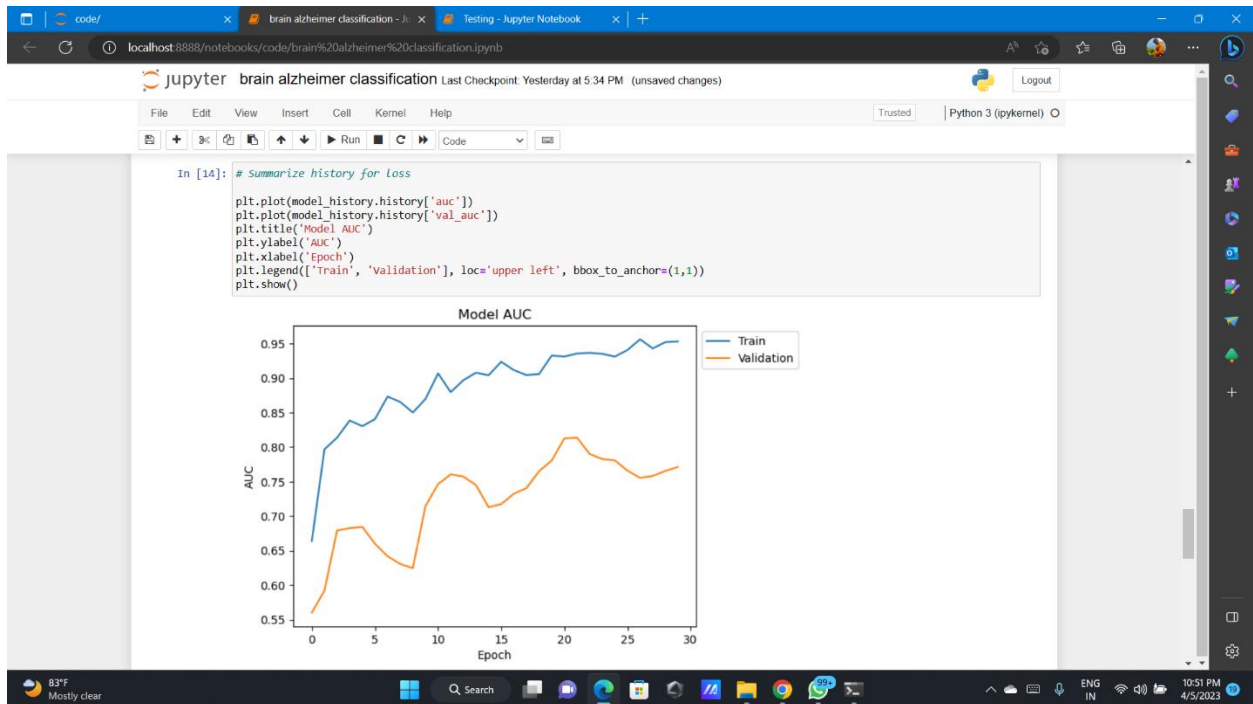 code/
brain alzheimer classification - Ju
Testing - Jupyter Notebook
localhost:8888/notebooks/code/brain%20alzheimer%20classification.ipynb
jupyter brain alzheimer classification Last Checkpoint: Yesterday at 5:34 PM (unsaved changes)
Logout
File Edit View Insert Cell Kernel Help
Trusted
Python 3 (ipykernel)
Run
Code
In [14]: # Summarize history for loss
plt.plot(model_history.history['auc'])
plt.plot(model_history.history['val_auc'])
plt.title('Model AUC')
plt.ylabel('AUC')
plt.xlabel('Epoch')
plt.legend(['Train', 'Validation'], loc='upper left', bbox_to_anchor=(1,1))
plt.show()
Model AUC
Train
Validation
0.95
0.90
0.85
0.80
0.75
0.70
0.65
0.60
0.55
AUC
0 5 10 15 20 25 30
Epoch
83°F
Mostly clear
Search
99+
ENG
IN
10:51 PM
4/5/2023
19